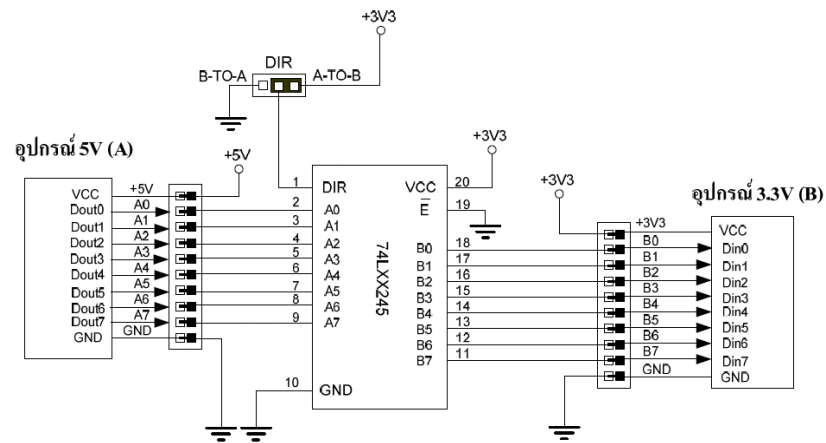 +3V3
DIR
B-TO-A
A-TO-B
อุปกรณ์ 5V (A)
+5V
VCC
+5V
Dout0
A0
Dout1
A1
Dout2
A2
Dout3
A3
Dout4
A4
Dout5
A5
Dout6
A6
Dout7
A7
GND
GND
1
2
3
4
5
6
7
8
9
10
DIR
A0
A1
A2
A3
A4
A5
A6
A7
GND
74LXX245
VCC
E
B0
B1
B2
B3
B4
B5
B6
B7
20
19
18
17
16
15
14
13
12
11
+3V3
+3V3
อุปกรณ์ 3.3V (B)
+3V3
VCC
B0
Din0
B1
Din1
B2
Din2
B3
Din3
B4
Din4
B5
Din5
B6
Din6
B7
Din7
GND
GND